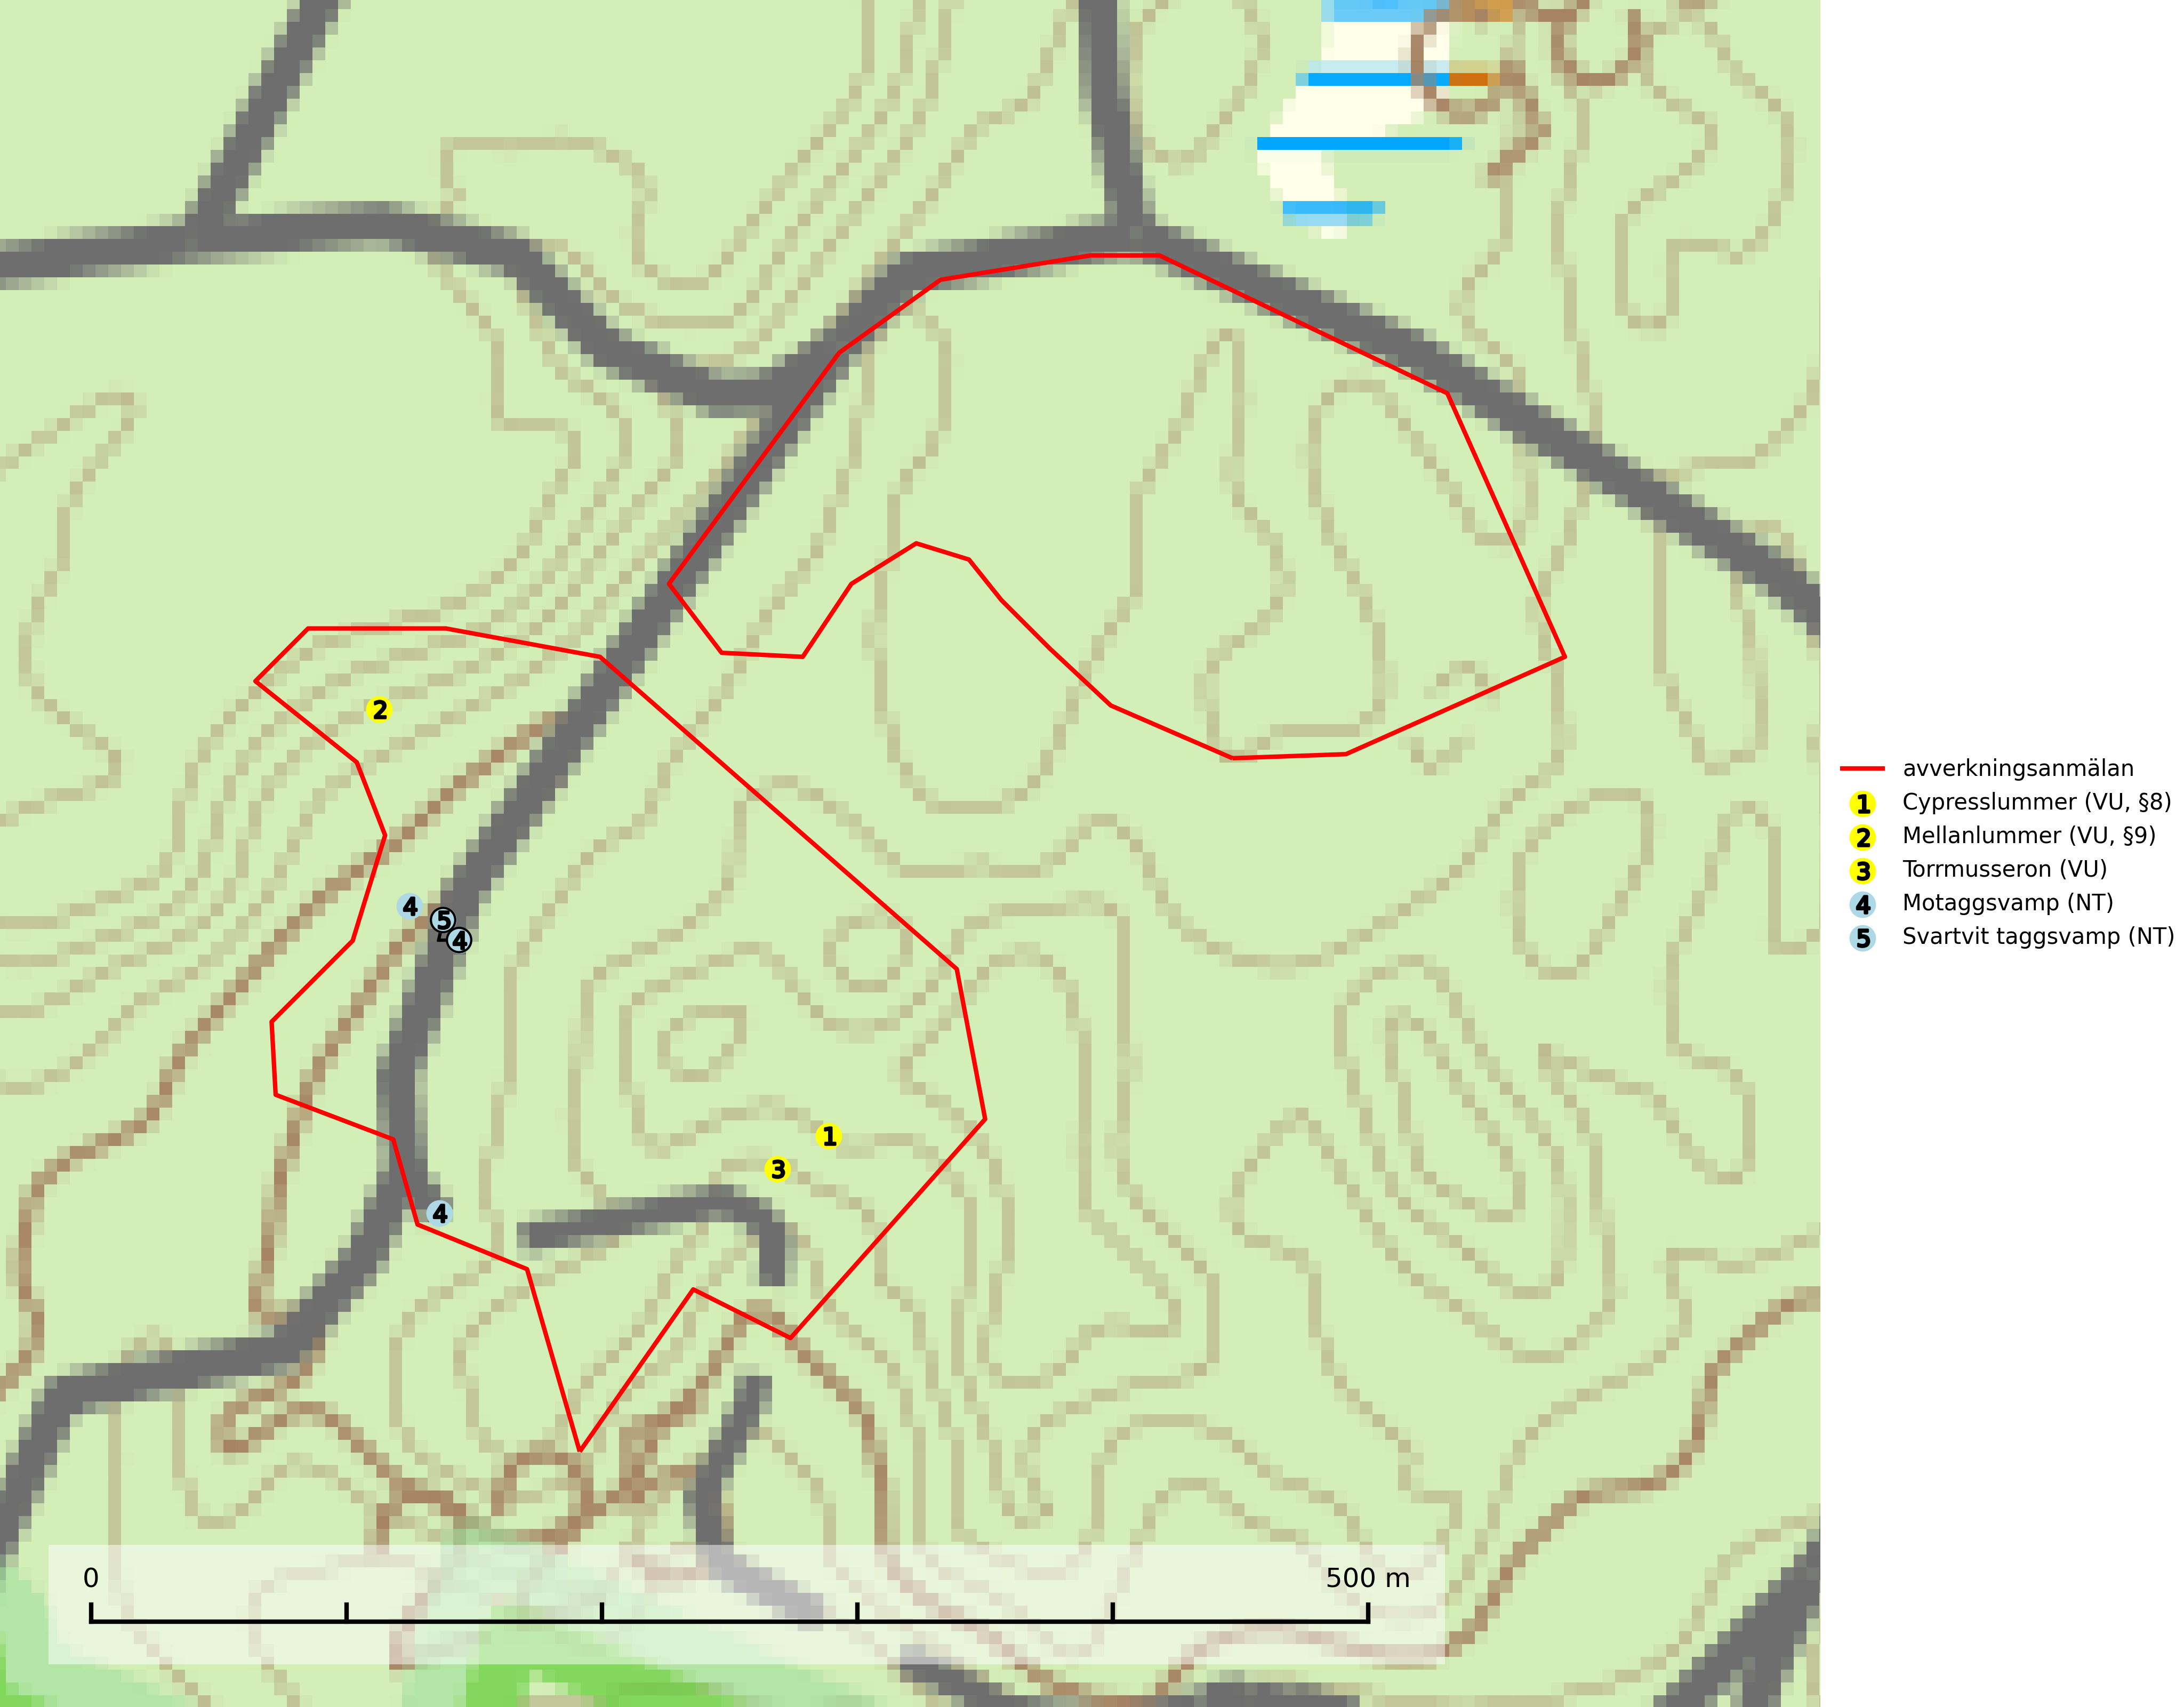 2
4
5
4
1
3
4
0
500 m
avverkningsanmälan
1 Cypresslummer (VU, §8)
2 Mellanlummer (VU, §9)
3 Torrmusseron (VU)
4 Motaggsvamp (NT)
5 Svartvit taggsvamp (NT)